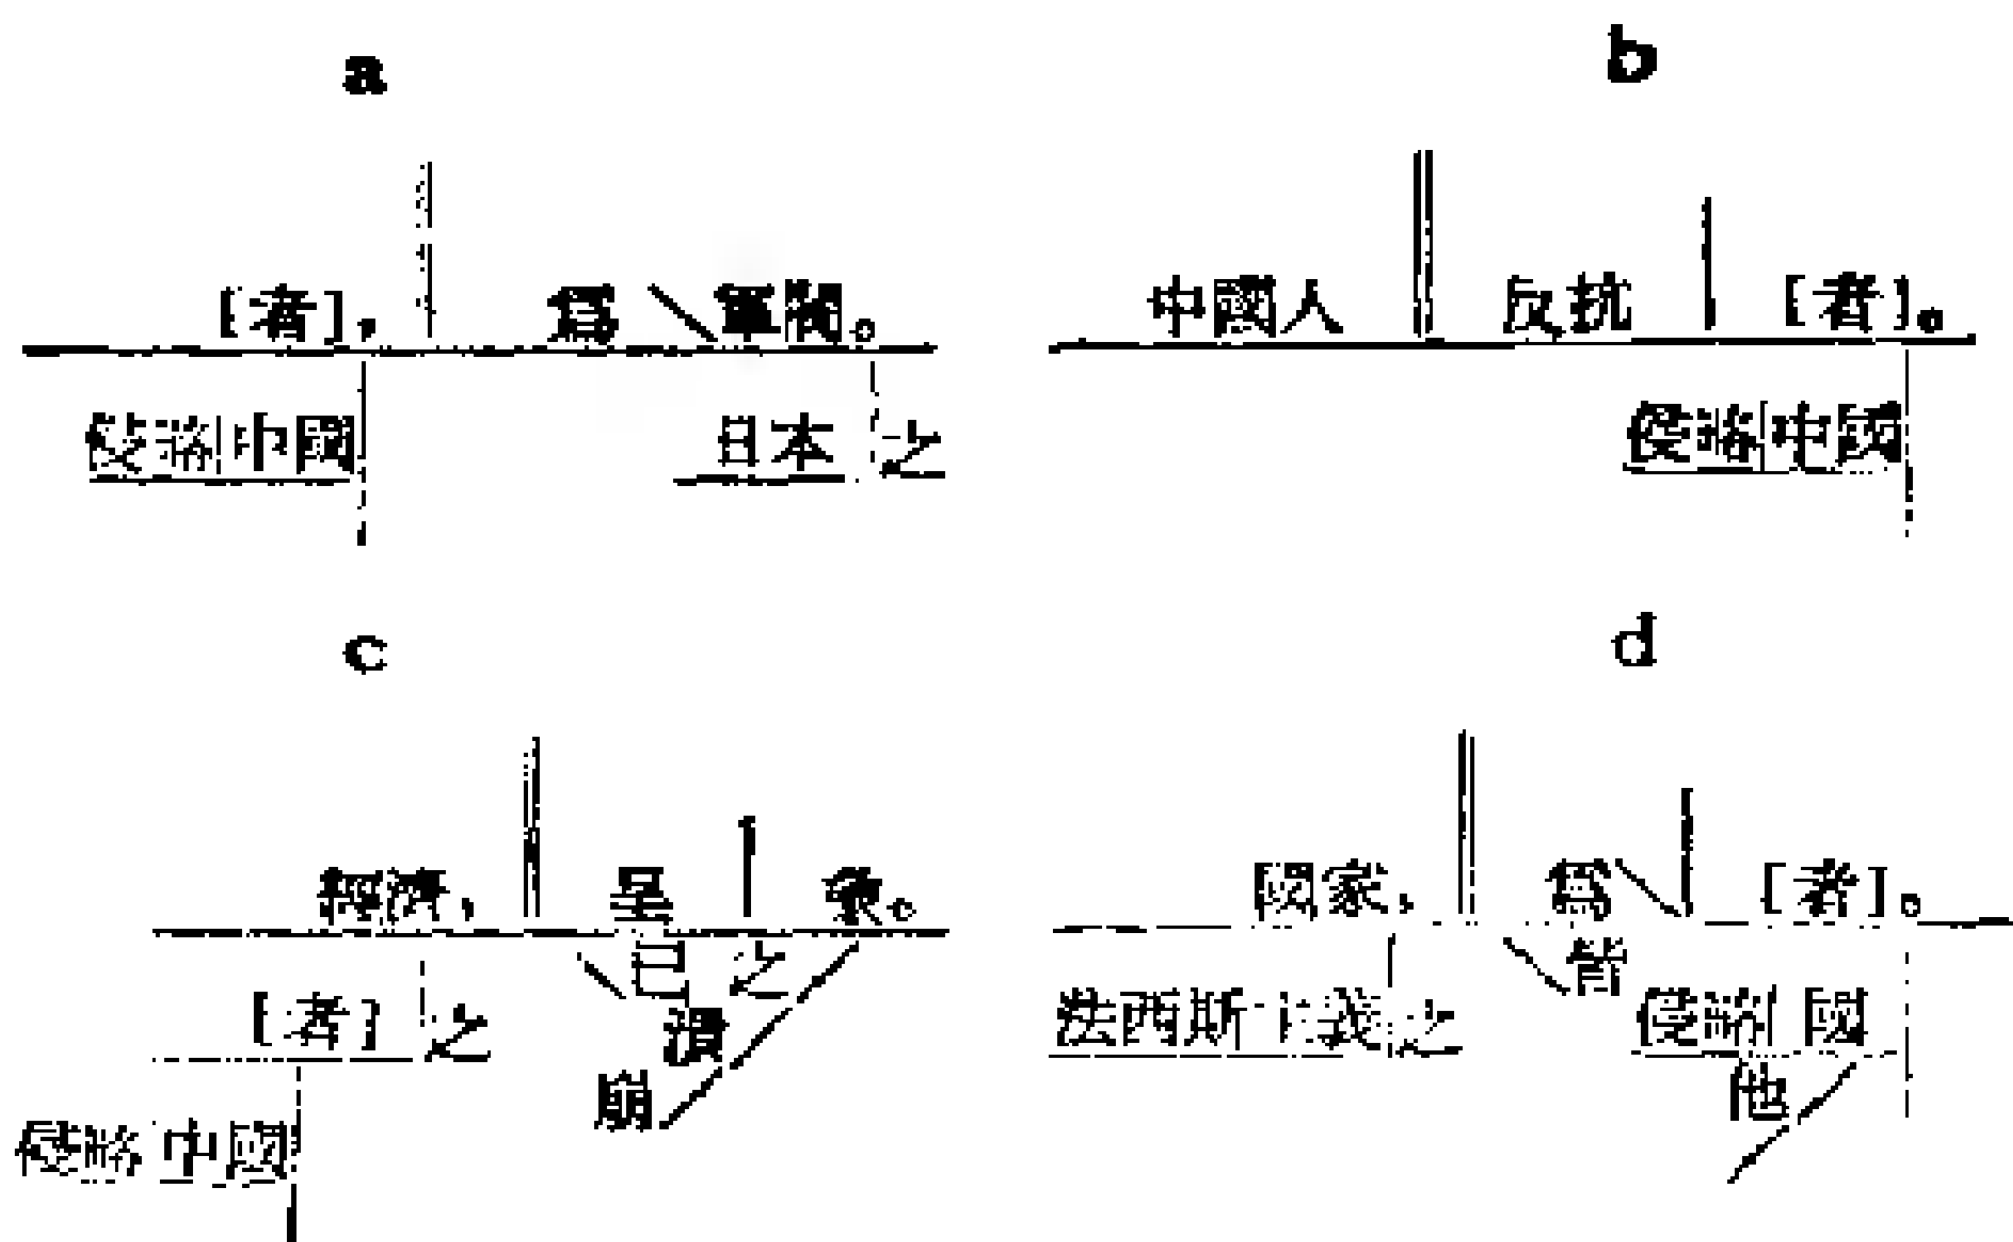 a
b
[者], 爲 軍閥。
中國人 反抗 [者]。
侵略 中國 日本 之
侵略 中國
c
d
經濟, 呈 象。
國家, 爲 [者]。
已 之
皆
[者] 之 潰
法西斯主義 之 侵略 國
崩
他
侵略 中國